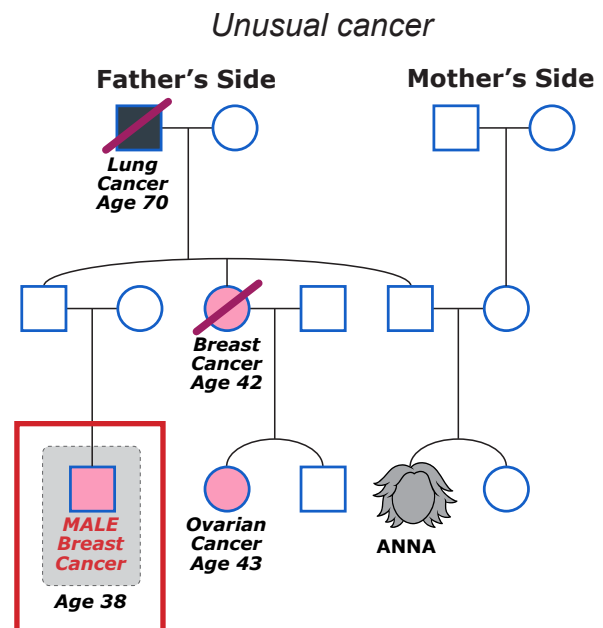 Unusual cancer
Father's Side
Mother's Side
Lung
Cancer
Age 70
Breast
Cancer
Age 42
MALE
Breast
Cancer
Age 38
Ovarian
Cancer
Age 43
ANNA